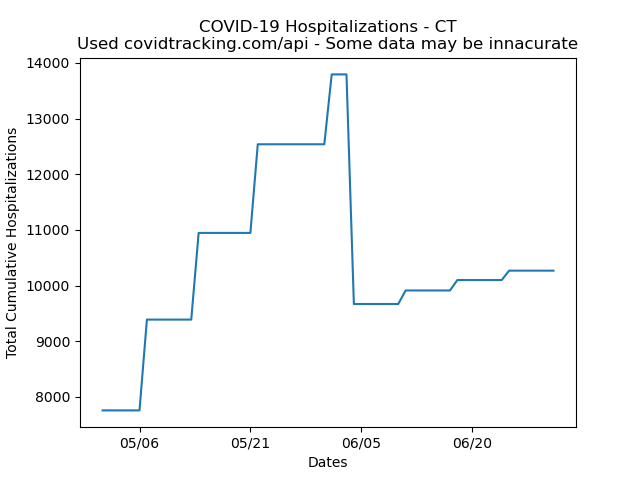 COVID-19 Hospitalizations - CT
Used covidtracking.com/api - Some data may be innacurate
14000
13000
12000
11000
10000
9000
8000
Total Cumulative Hospitalizations
05/06 05/21 06/05 06/20
Dates